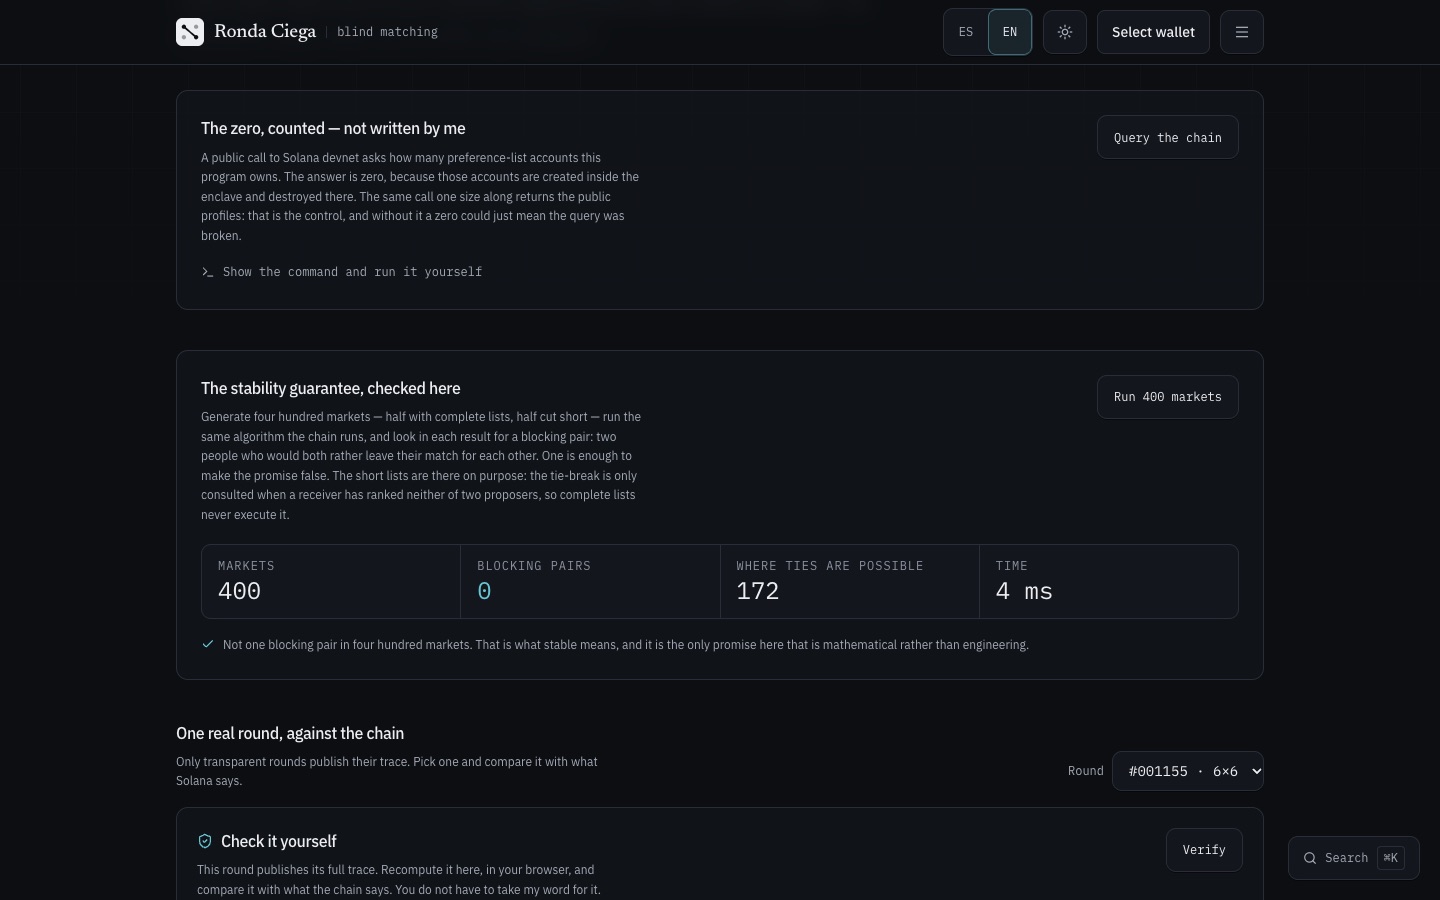 Ronda Ciega
blind matching
ES
EN
Select wallet
The zero, counted — not written by me
Query the chain
A public call to Solana devnet asks how many preference-list accounts this
program owns. The answer is zero, because those accounts are created inside the
enclave and destroyed there. The same call one size along returns the public
profiles: that is the control, and without it a zero could just mean the query was
broken.
Show the command and run it yourself
The stability guarantee, checked here
Run 400 markets
Generate four hundred markets — half with complete lists, half cut short — run the
same algorithm the chain runs, and look in each result for a blocking pair: two
people who would both rather leave their match for each other. One is enough to
make the promise false. The short lists are there on purpose: the tie-break is only
consulted when a receiver has ranked neither of two proposers, so complete lists
never execute it.
MARKETS
400
BLOCKING PAIRS
0
WHERE TIES ARE POSSIBLE
172
TIME
4 ms
Not one blocking pair in four hundred markets. That is what stable means, and it is the only promise here that is mathematical rather than engineering.
One real round, against the chain
Only transparent rounds publish their trace. Pick one and compare it with what
Solana says.
Round
#001155 · 6×6
Check it yourself
Verify
This round publishes its full trace. Recompute it here, in your browser, and
compare it with what the chain says. You do not have to take my word for it.
Search ⌘K